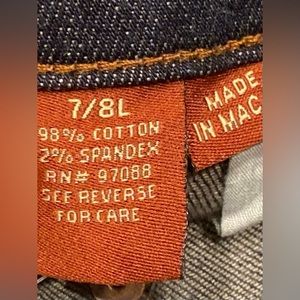 7/8L
98% COTTON
2% SPANDEX
RN# 97088
SEE REVERSE
FOR CARE
MADE
IN MAC